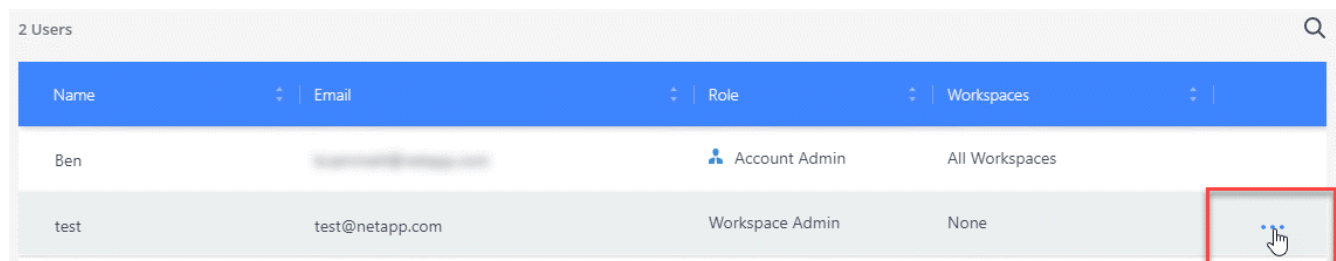 2 Users
Name Email Role Workspaces
Ben Account Admin All Workspaces
test test@netapp.com Workspace Admin None